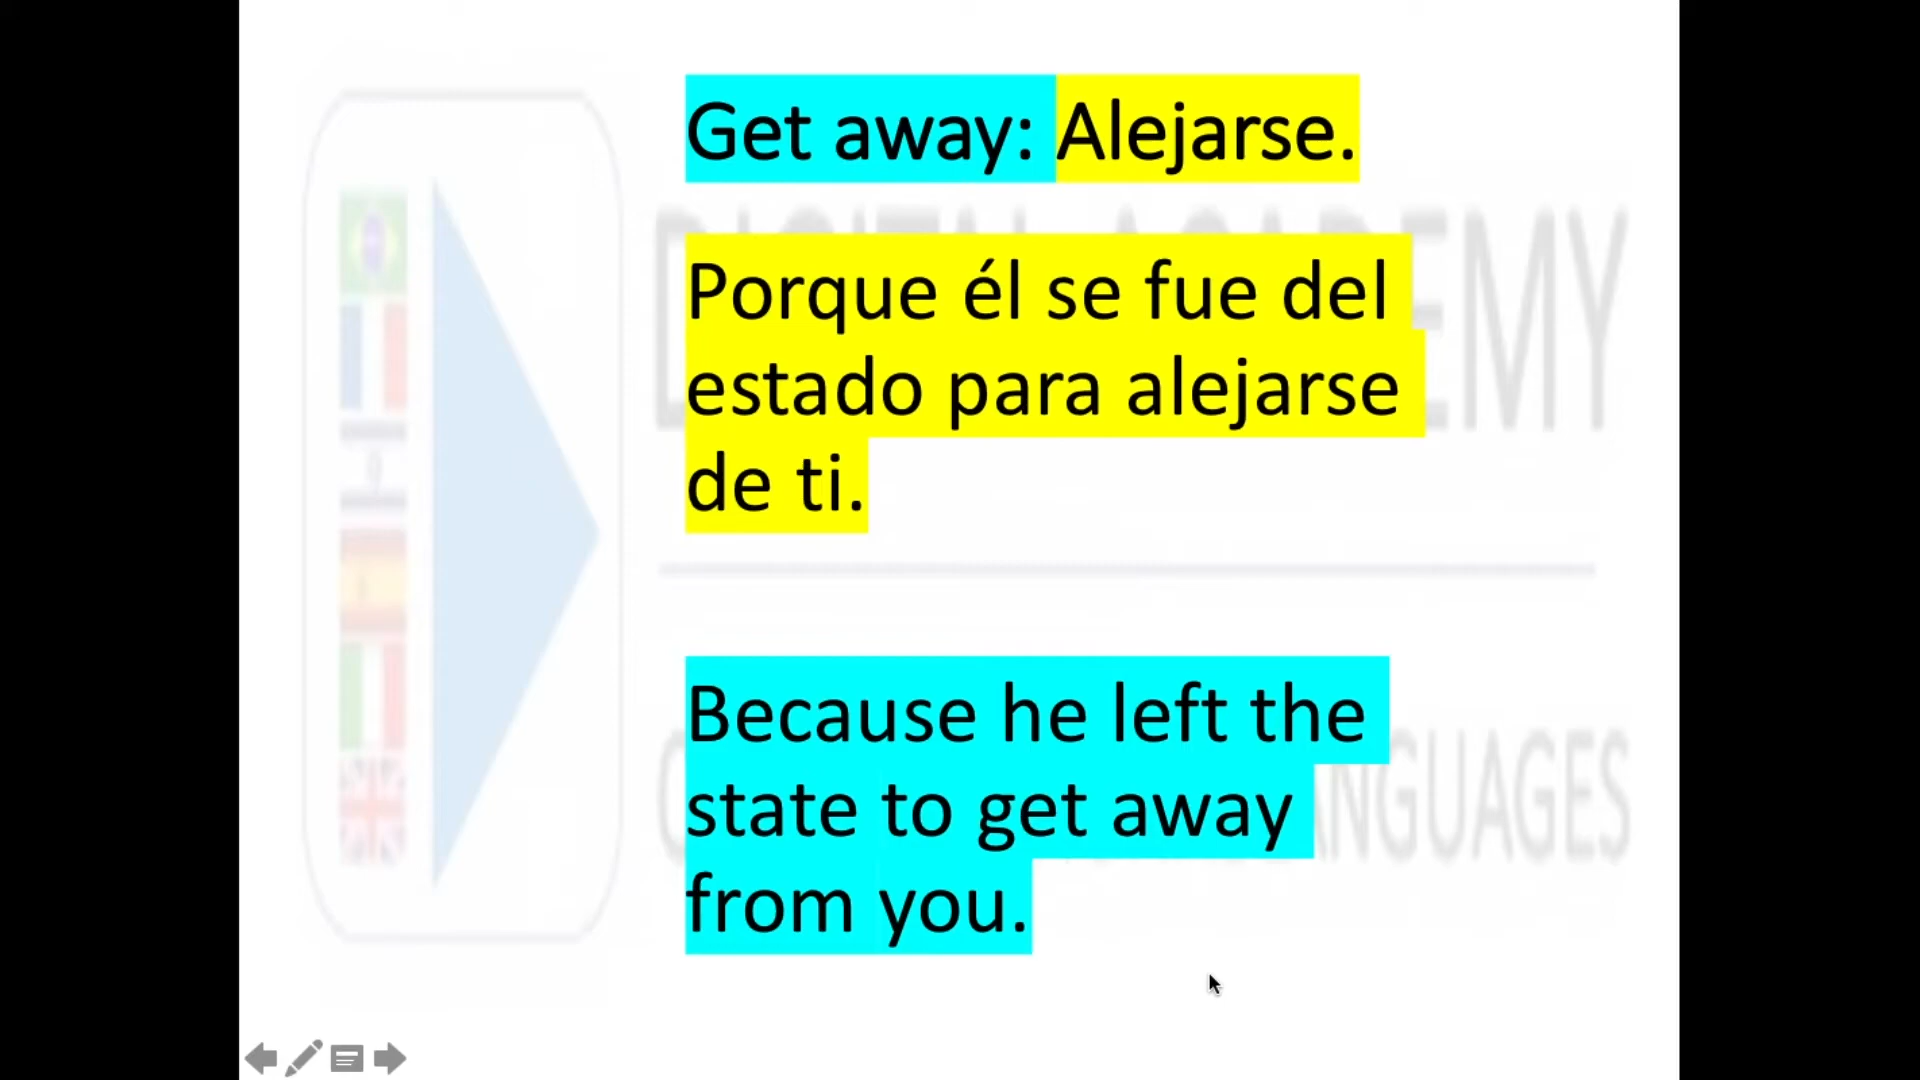 Get away: Alejarse.
Porque él se fue del
estado para alejarse
de ti.
Because he left the
state to get away
from you.